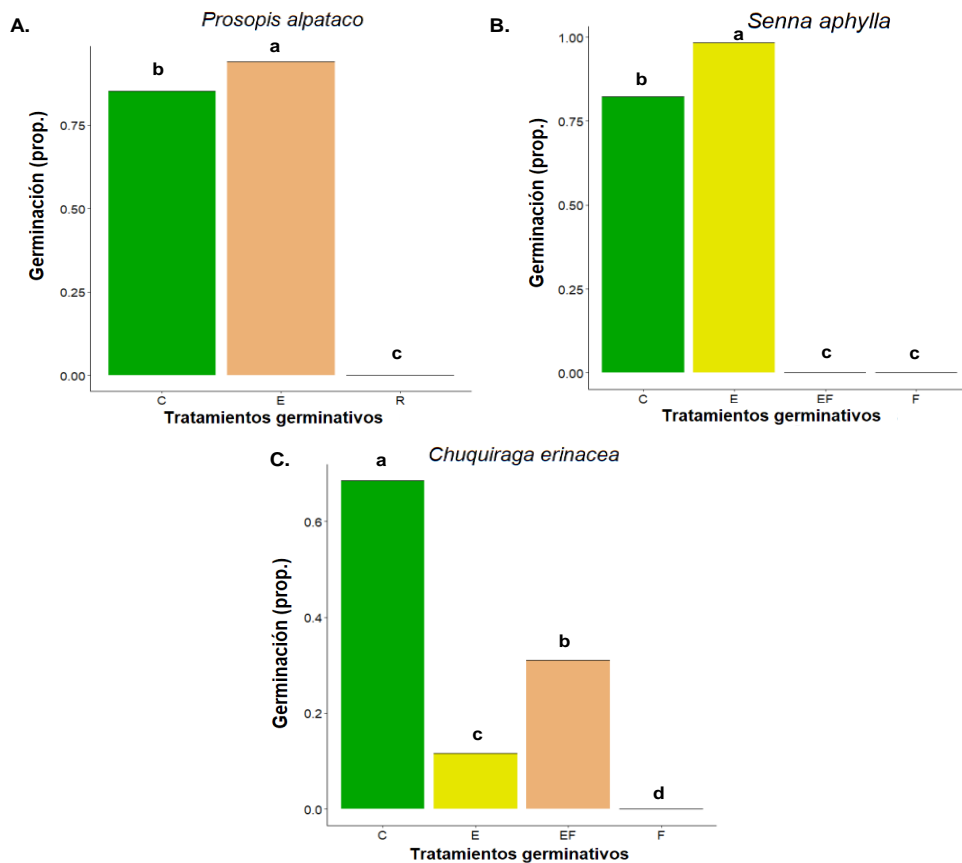 A.
Prosopis alpataco
Germinación (prop.)
0.75
0.50
0.25
0.00
b
a
c
C E R
Tratamientos germinativos
B.
Senna aphylla
Germinación (prop.)
1.00
0.75
0.50
0.25
0.00
b
a
c
c
C E EF F
Tratamientos germinativos
C.
Chuquiraga erinacea
Germinación (prop.)
0.6
0.4
0.2
0.0
a
c
b
d
C E EF F
Tratamientos germinativos